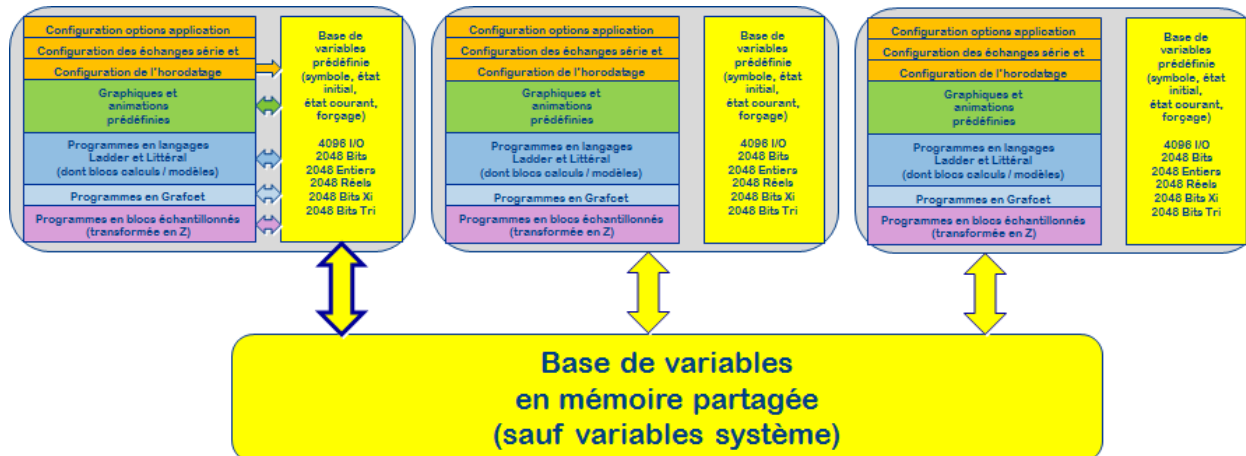 Configuration options application
Configuration des échanges série et
Configuration de l'horodatage
Graphiques et
animations
prédéfinies
Programmes en langages
Ladder et Littéral
(dont blocs calculs / modèles)
Programmes en Grafcet
Programmes en blocs échantillonnés
(transformée en Z)
Base de
variables
prédéfinie
(symbole, état
initial,
état courant,
forçage)
4096 I/O
2048 Bits
2048 Entiers
2048 Réels
2048 Bits Xi
2048 Bits Tri
Configuration options application
Configuration des échanges série et
Configuration de l'horodatage
Graphiques et
animations
prédéfinies
Programmes en langages
Ladder et Littéral
(dont blocs calculs / modèles)
Programmes en Grafcet
Programmes en blocs échantillonnés
(transformée en Z)
Base de
variables
prédéfinie
(symbole, état
initial,
état courant,
forçage)
4096 I/O
2048 Bits
2048 Entiers
2048 Réels
2048 Bits Xi
2048 Bits Tri
Configuration options application
Configuration des échanges série et
Configuration de l'horodatage
Graphiques et
animations
prédéfinies
Programmes en langages
Ladder et Littéral
(dont blocs calculs / modèles)
Programmes en Grafcet
Programmes en blocs échantillonnés
(transformée en Z)
Base de
variables
prédéfinie
(symbole, état
initial,
état courant,
forçage)
4096 I/O
2048 Bits
2048 Entiers
2048 Réels
2048 Bits Xi
2048 Bits Tri
Base de variables
en mémoire partagée
(sauf variables système)